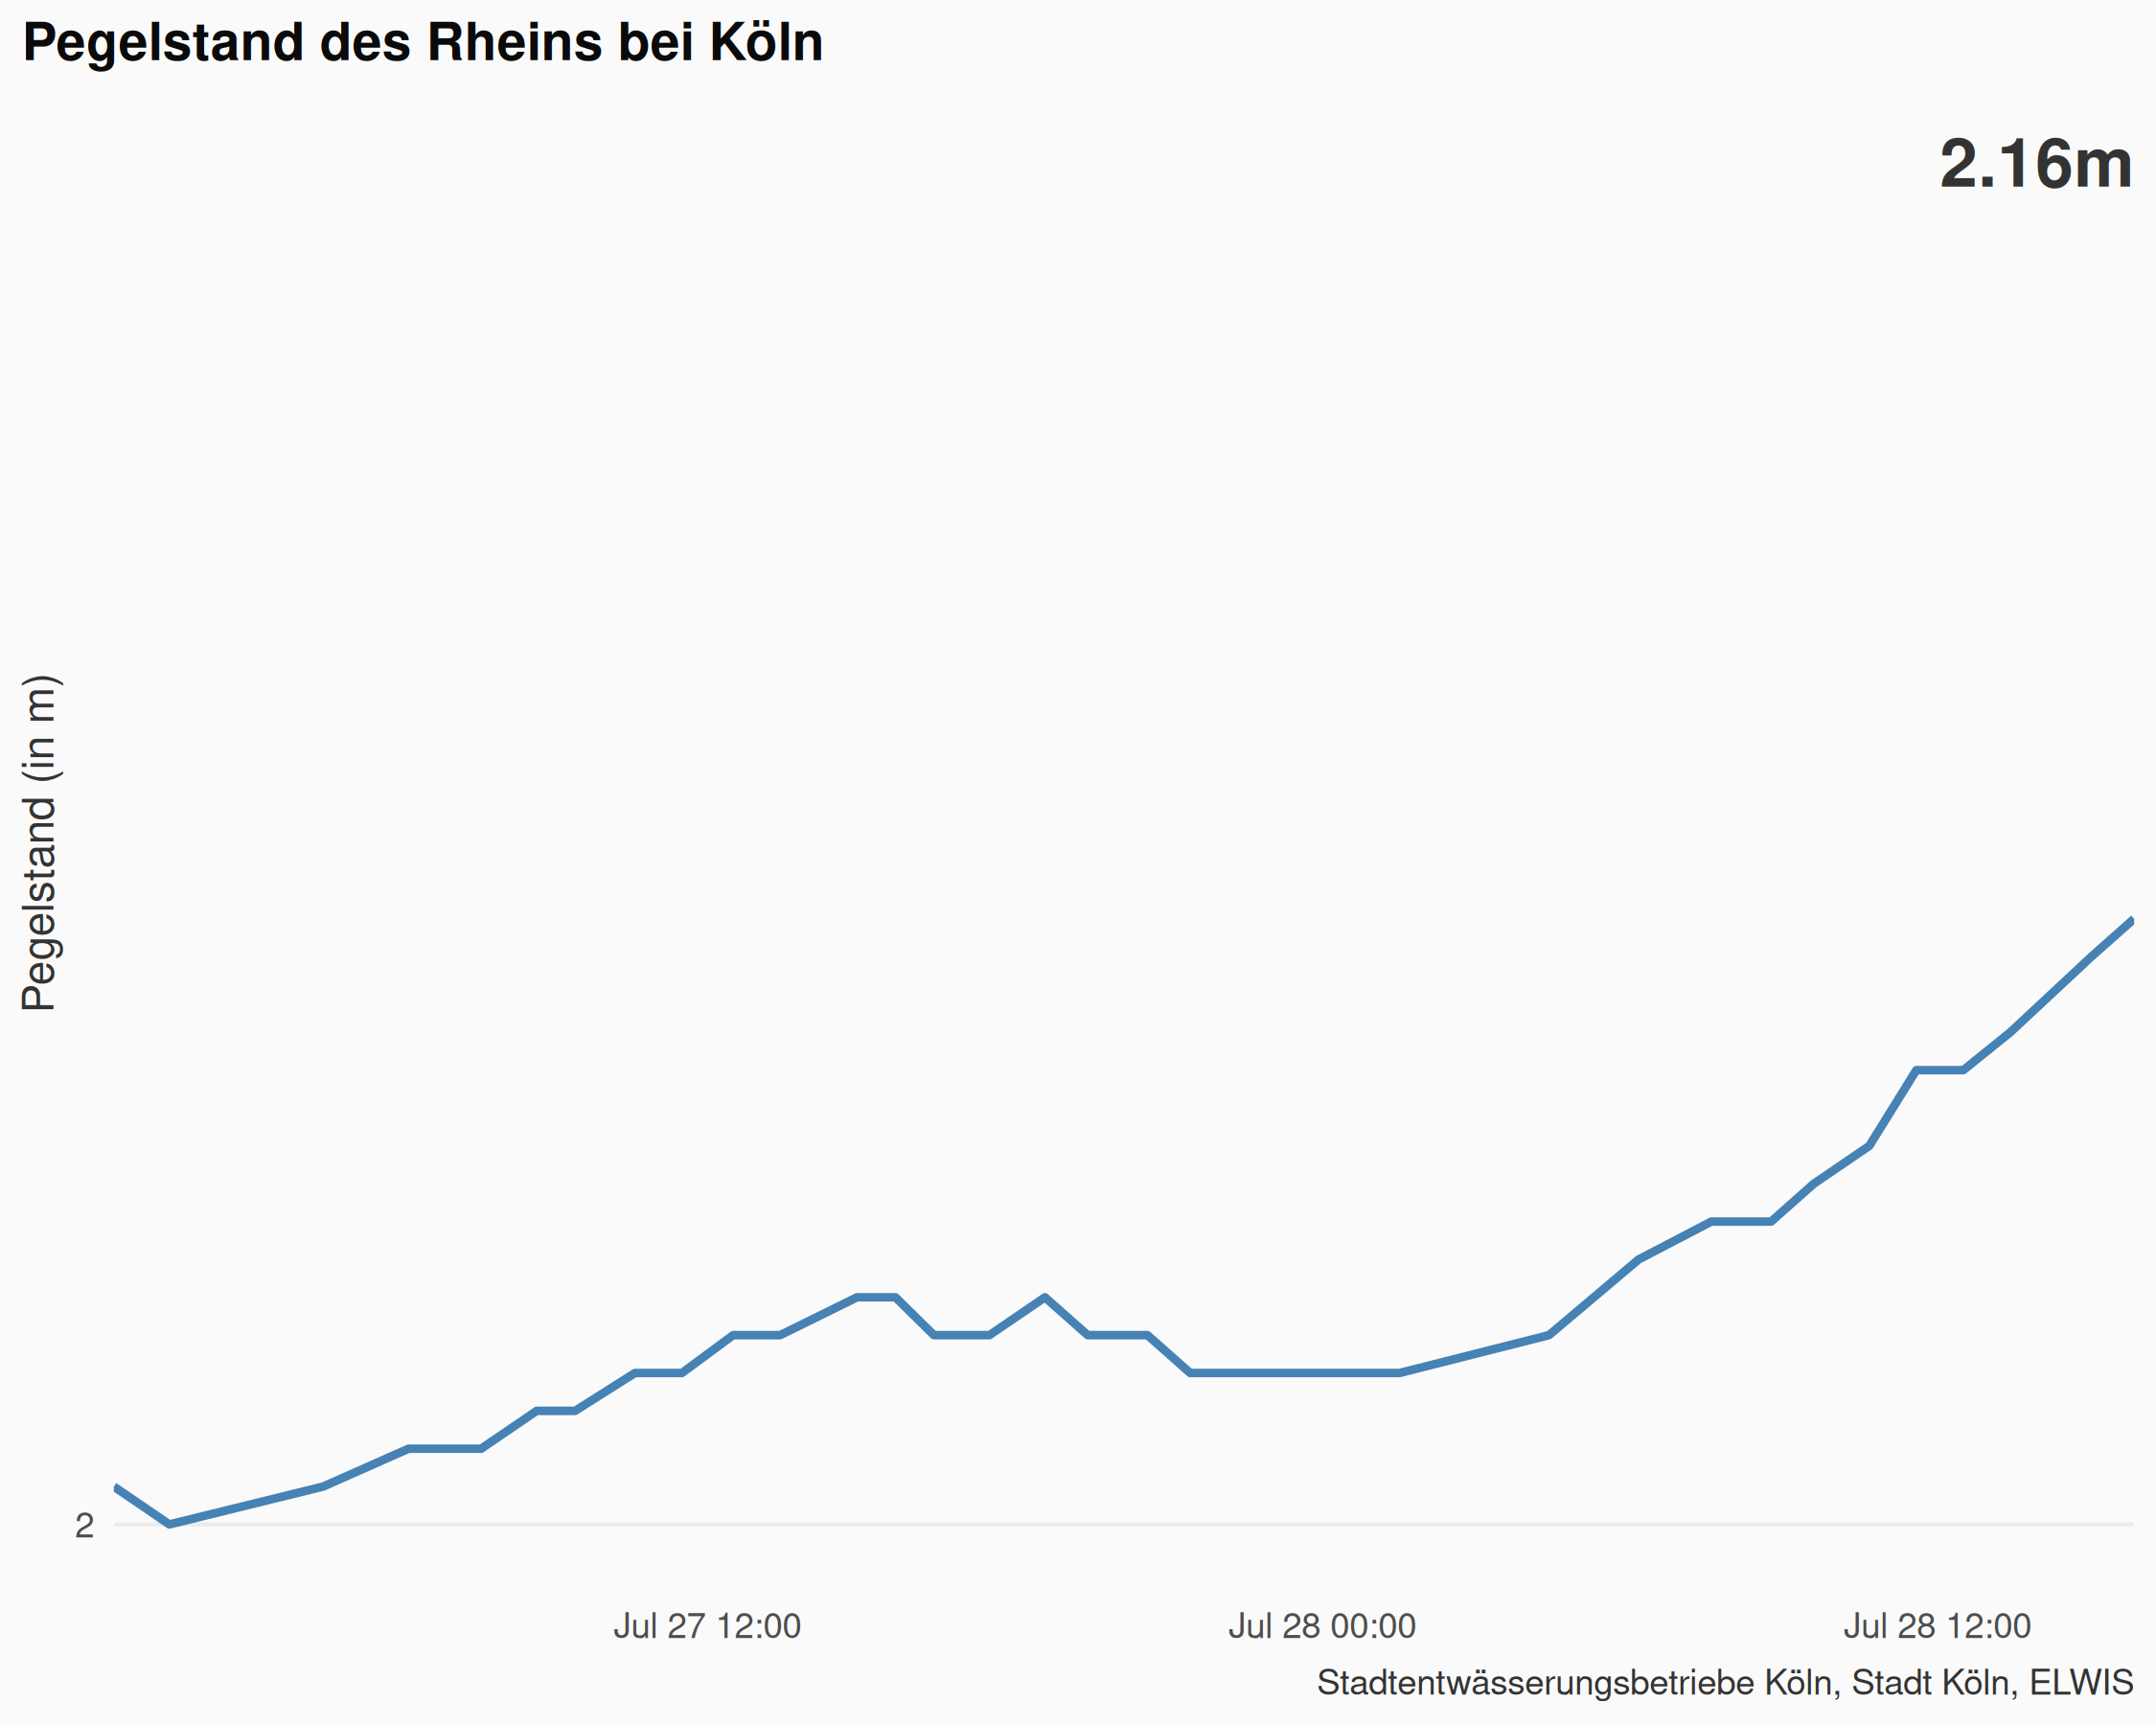 Pegelstand des Rheins bei Köln
2.16m
Pegelstand (in m)
2
Jul 27 12:00
Jul 28 00:00
Jul 28 12:00
Stadtentwässerungsbetriebe Köln, Stadt Köln, ELWIS